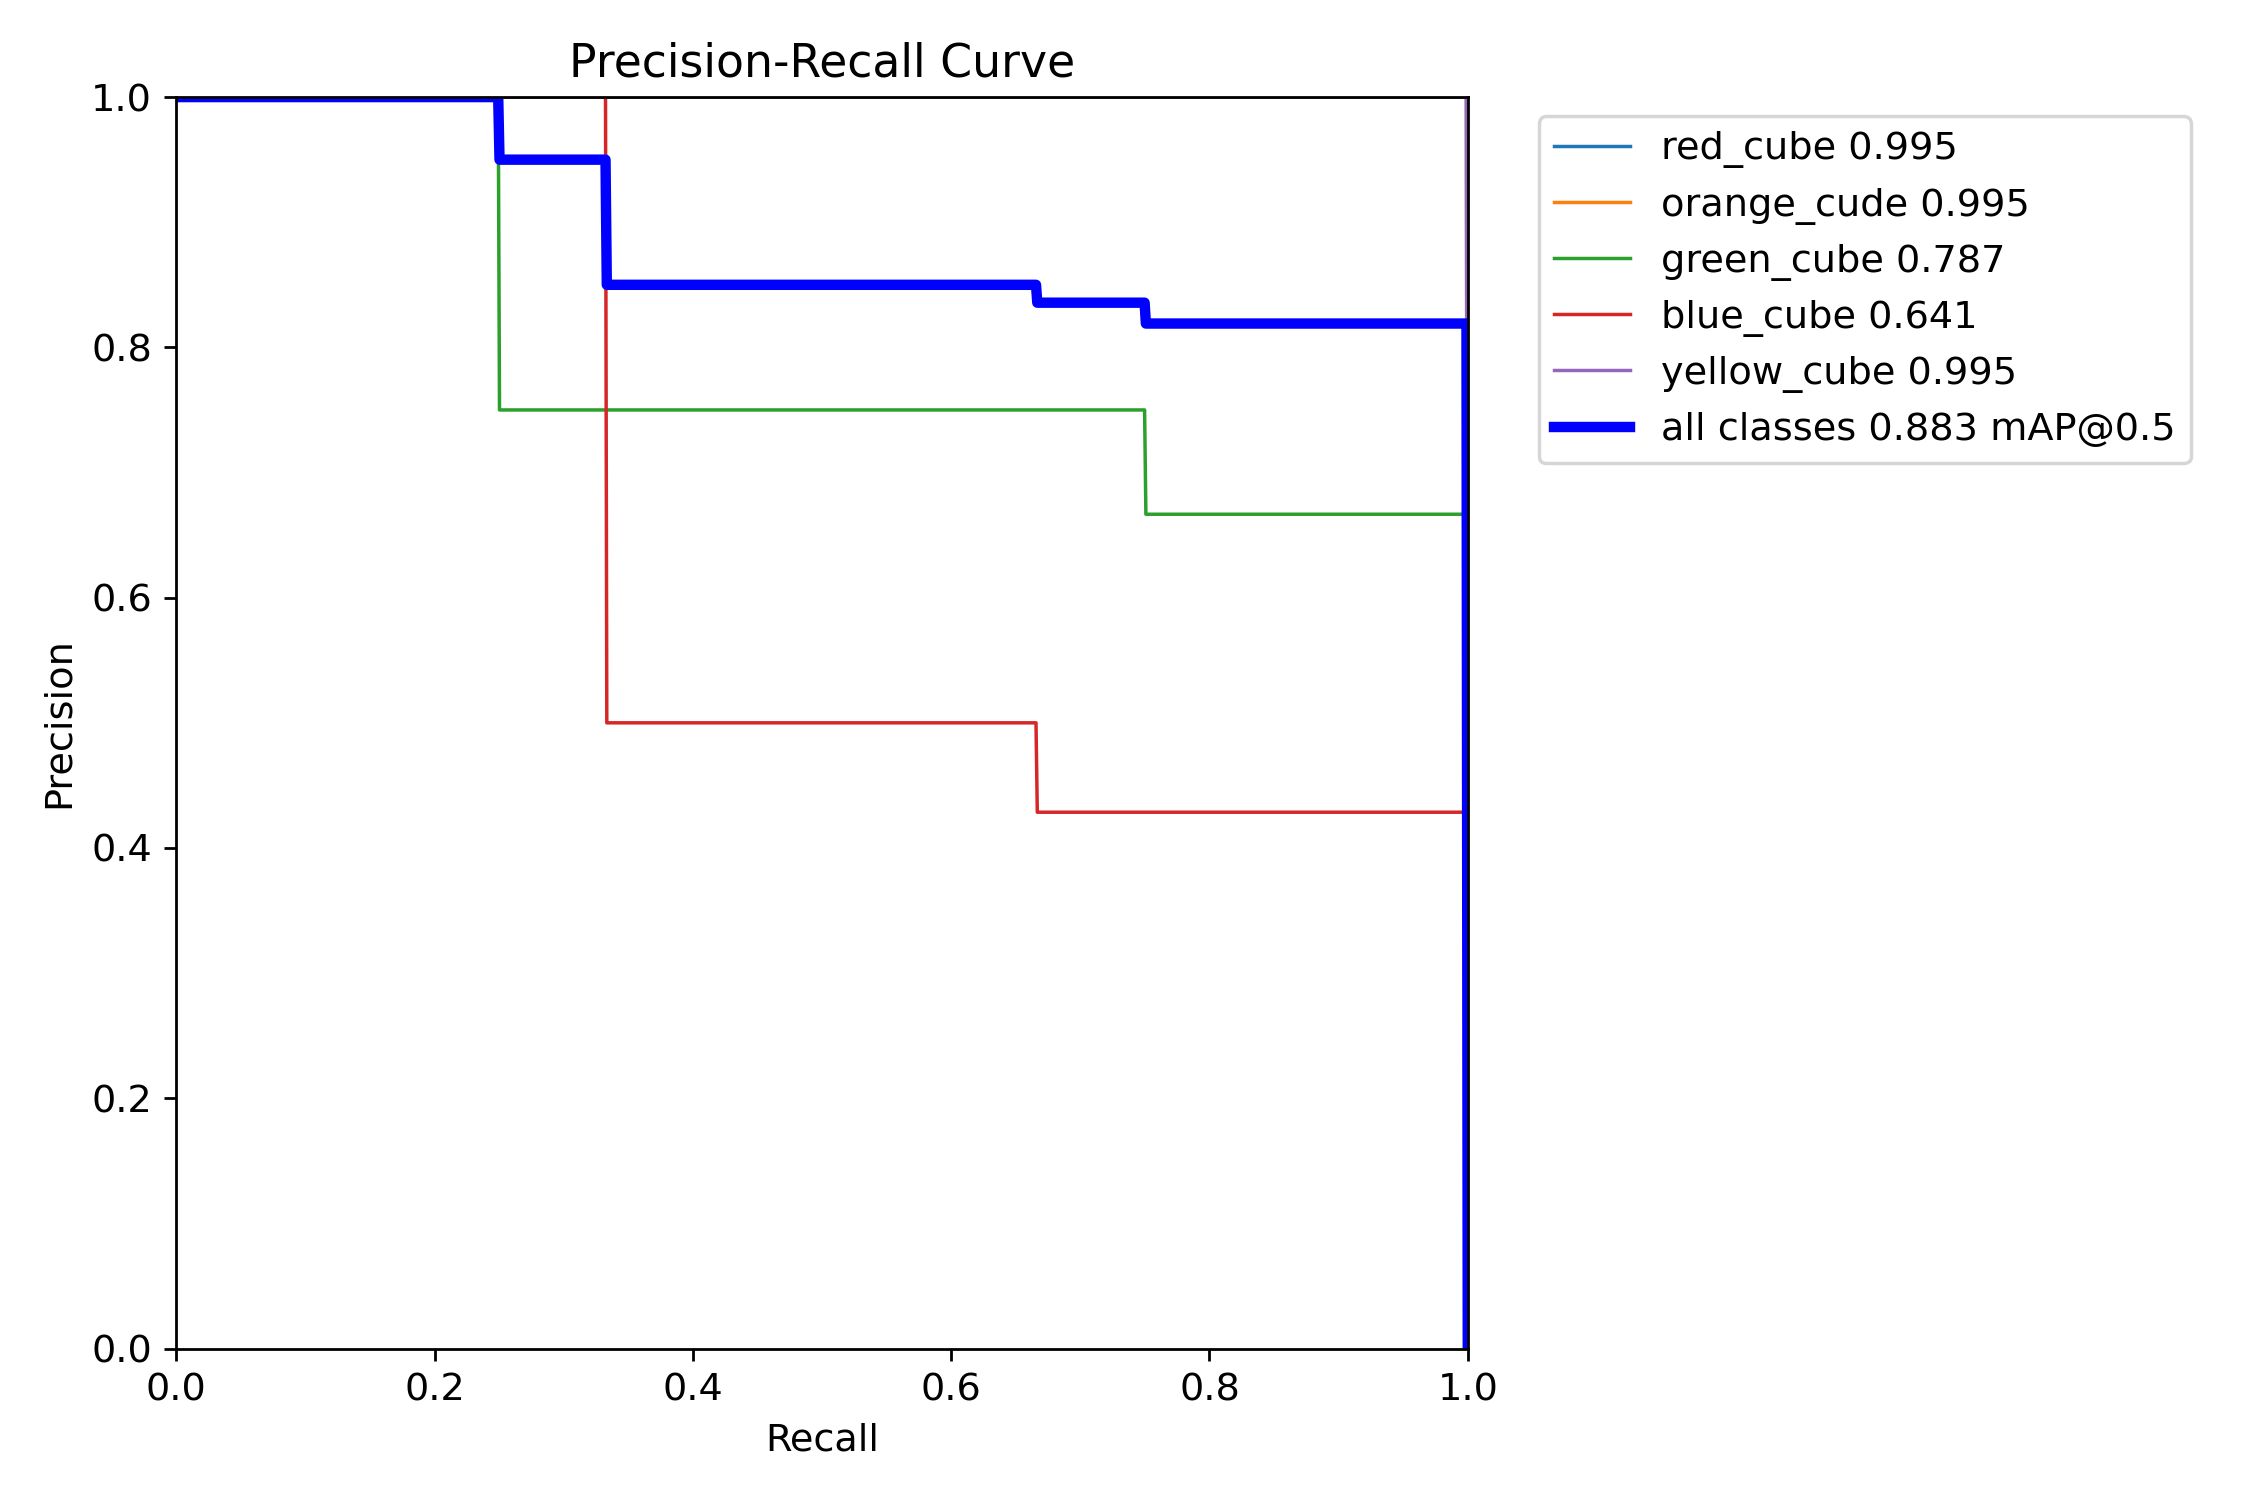 Precision-Recall Curve
1.0
0.8
0.6
0.4
0.2
0.0
Precision
0.0 0.2 0.4 0.6 0.8 1.0
Recall
red_cube 0.995
orange_cude 0.995
green_cube 0.787
blue_cube 0.641
yellow_cube 0.995
all classes 0.883 mAP@0.5